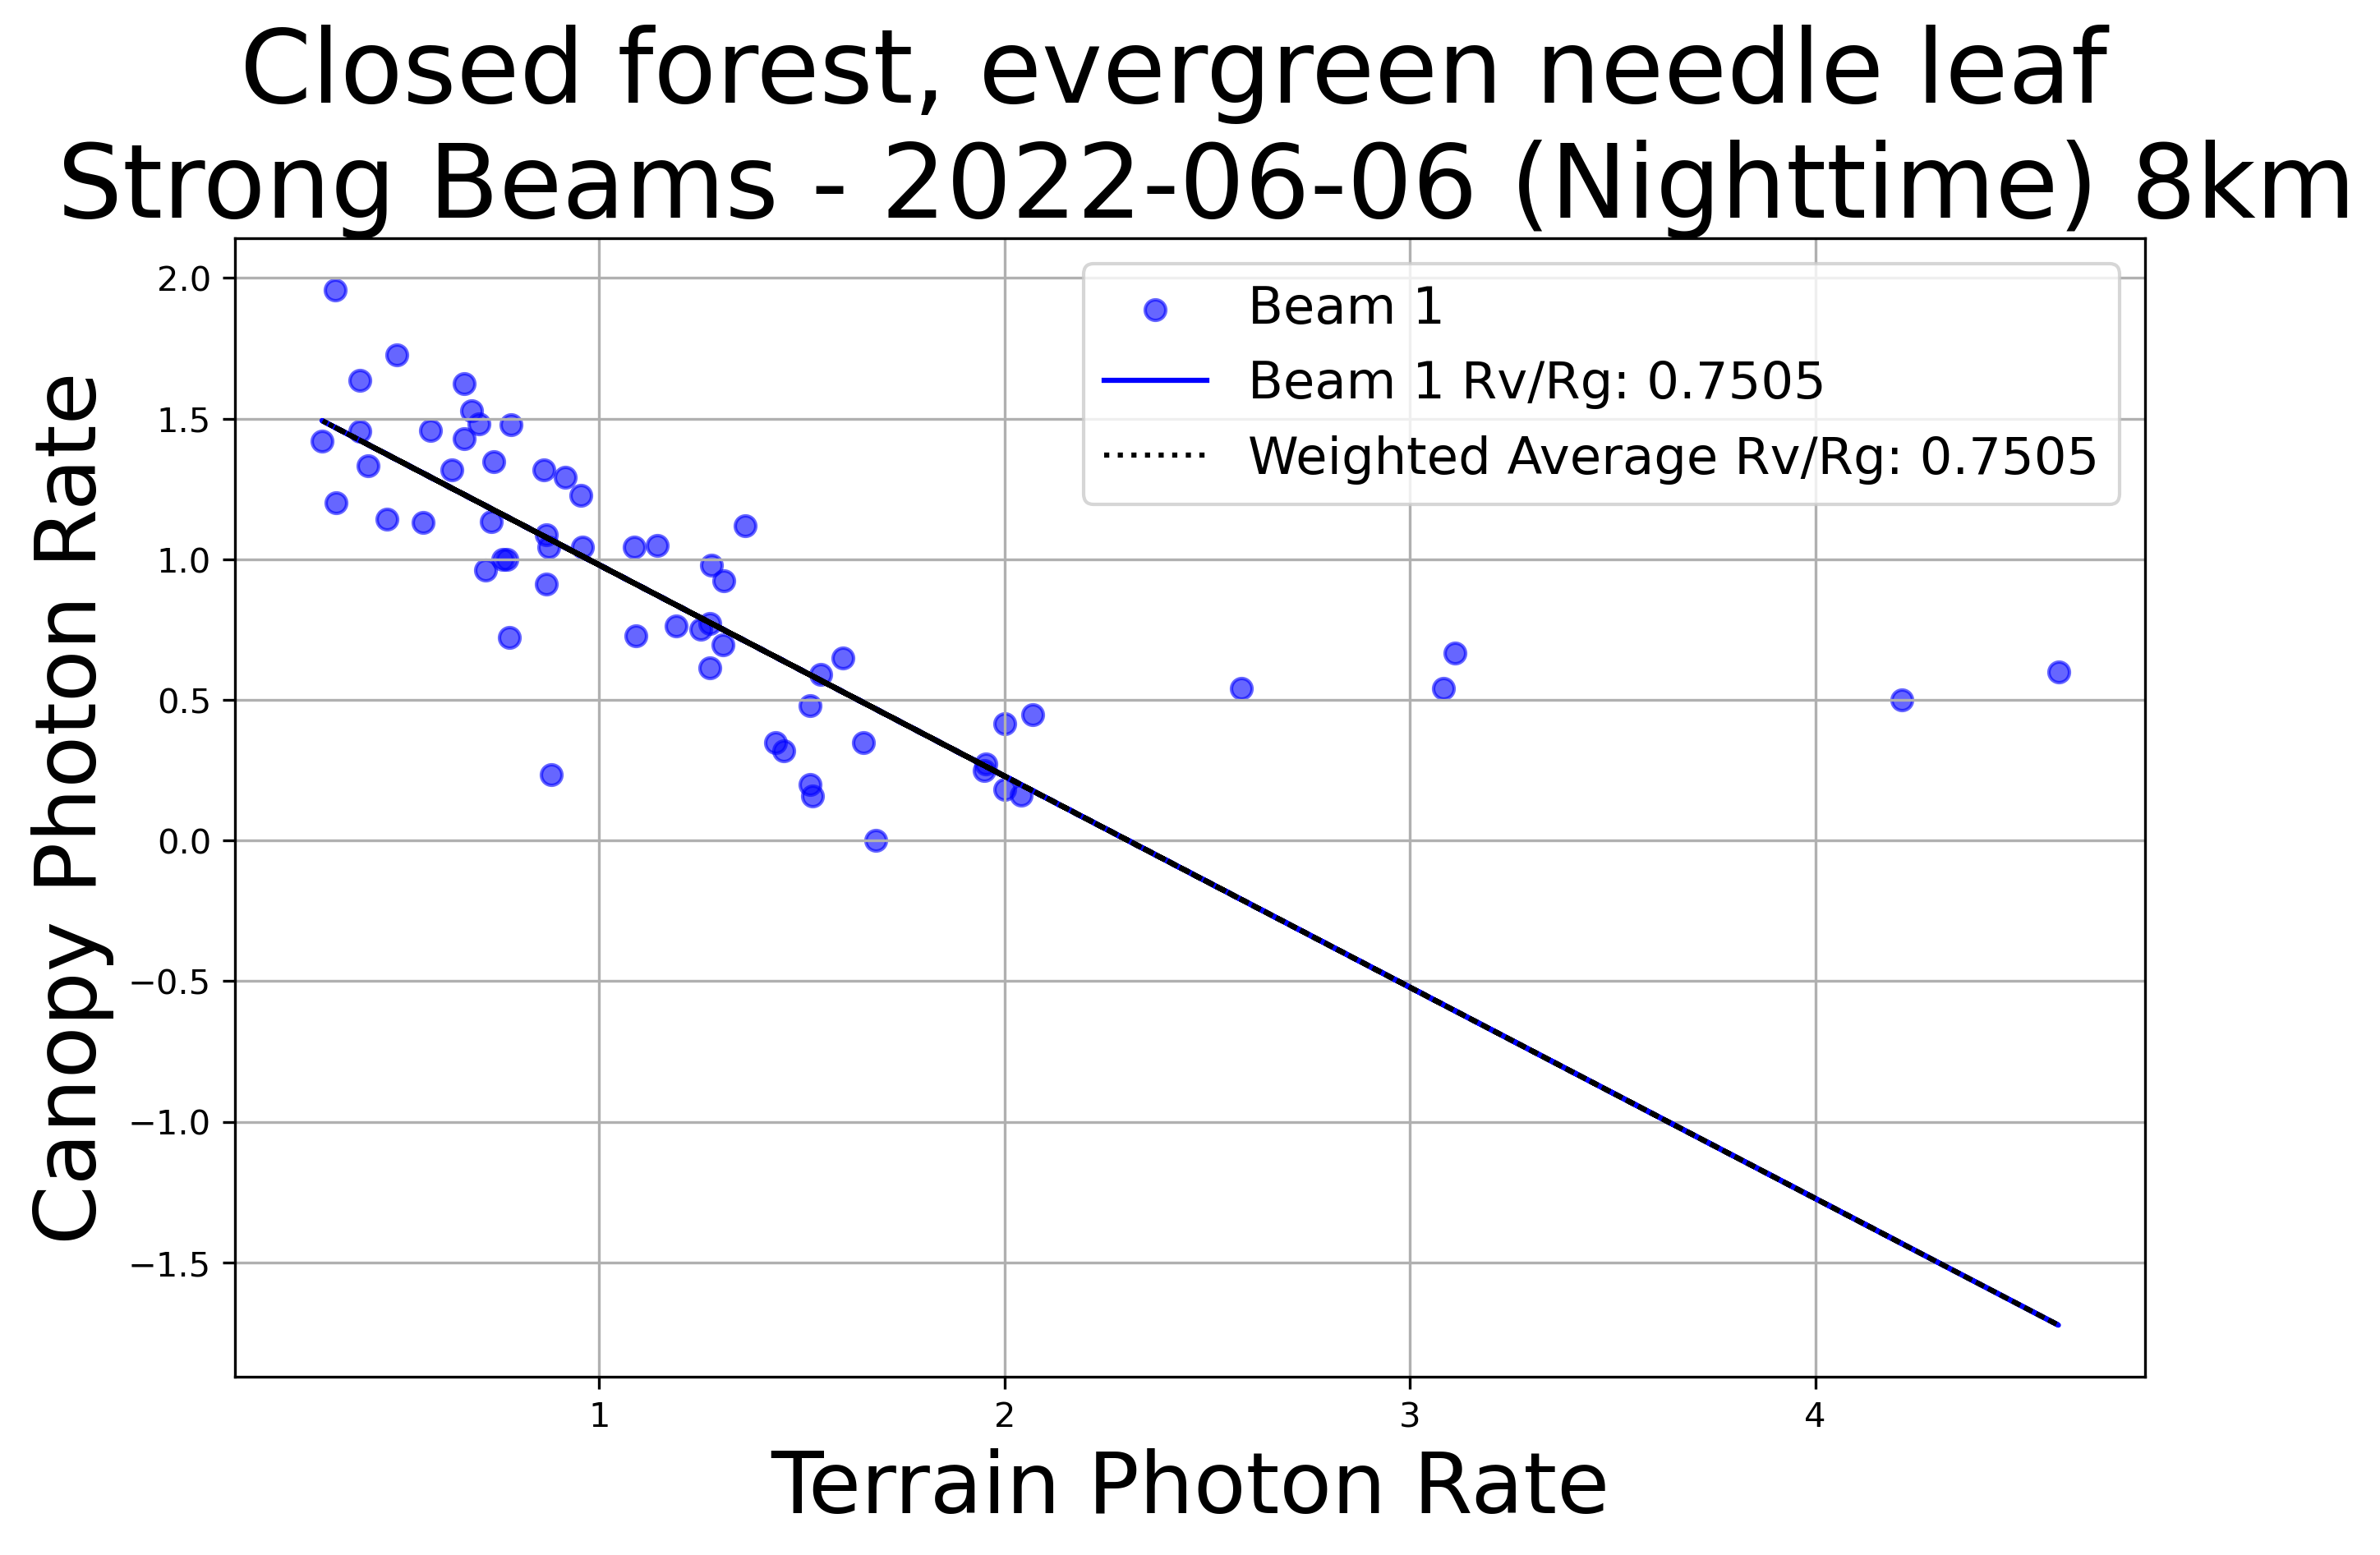 Closed forest, evergreen needle leaf
Strong Beams - 2022-06-06 (Nighttime) 8km
Canopy Photon Rate
2.0
1.5
1.0
0.5
0.0
−0.5
−1.0
−1.5
Beam 1
Beam 1 Rv/Rg: 0.7505
Weighted Average Rv/Rg: 0.7505
1 2 3 4
Terrain Photon Rate